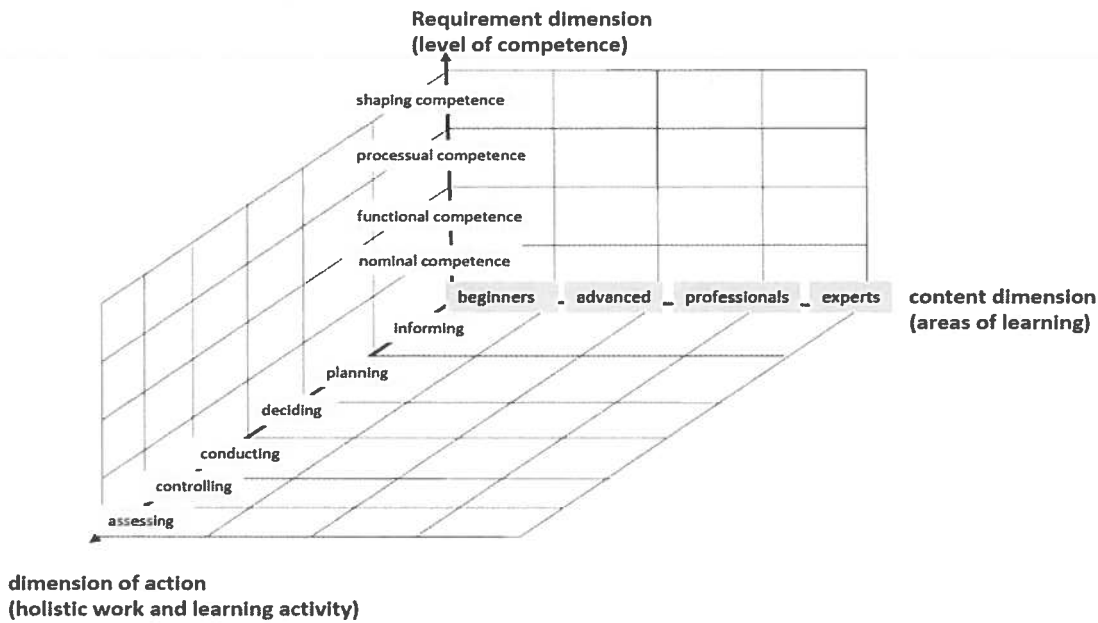 Requirement dimension
(level of competence)
shaping competence
processual competence
functional competence
nominal competence
beginners
advanced
professionals
experts
content dimension
(areas of learning)
informing
planning
deciding
conducting
controlling
assessing
dimension of action
(holistic work and learning activity)